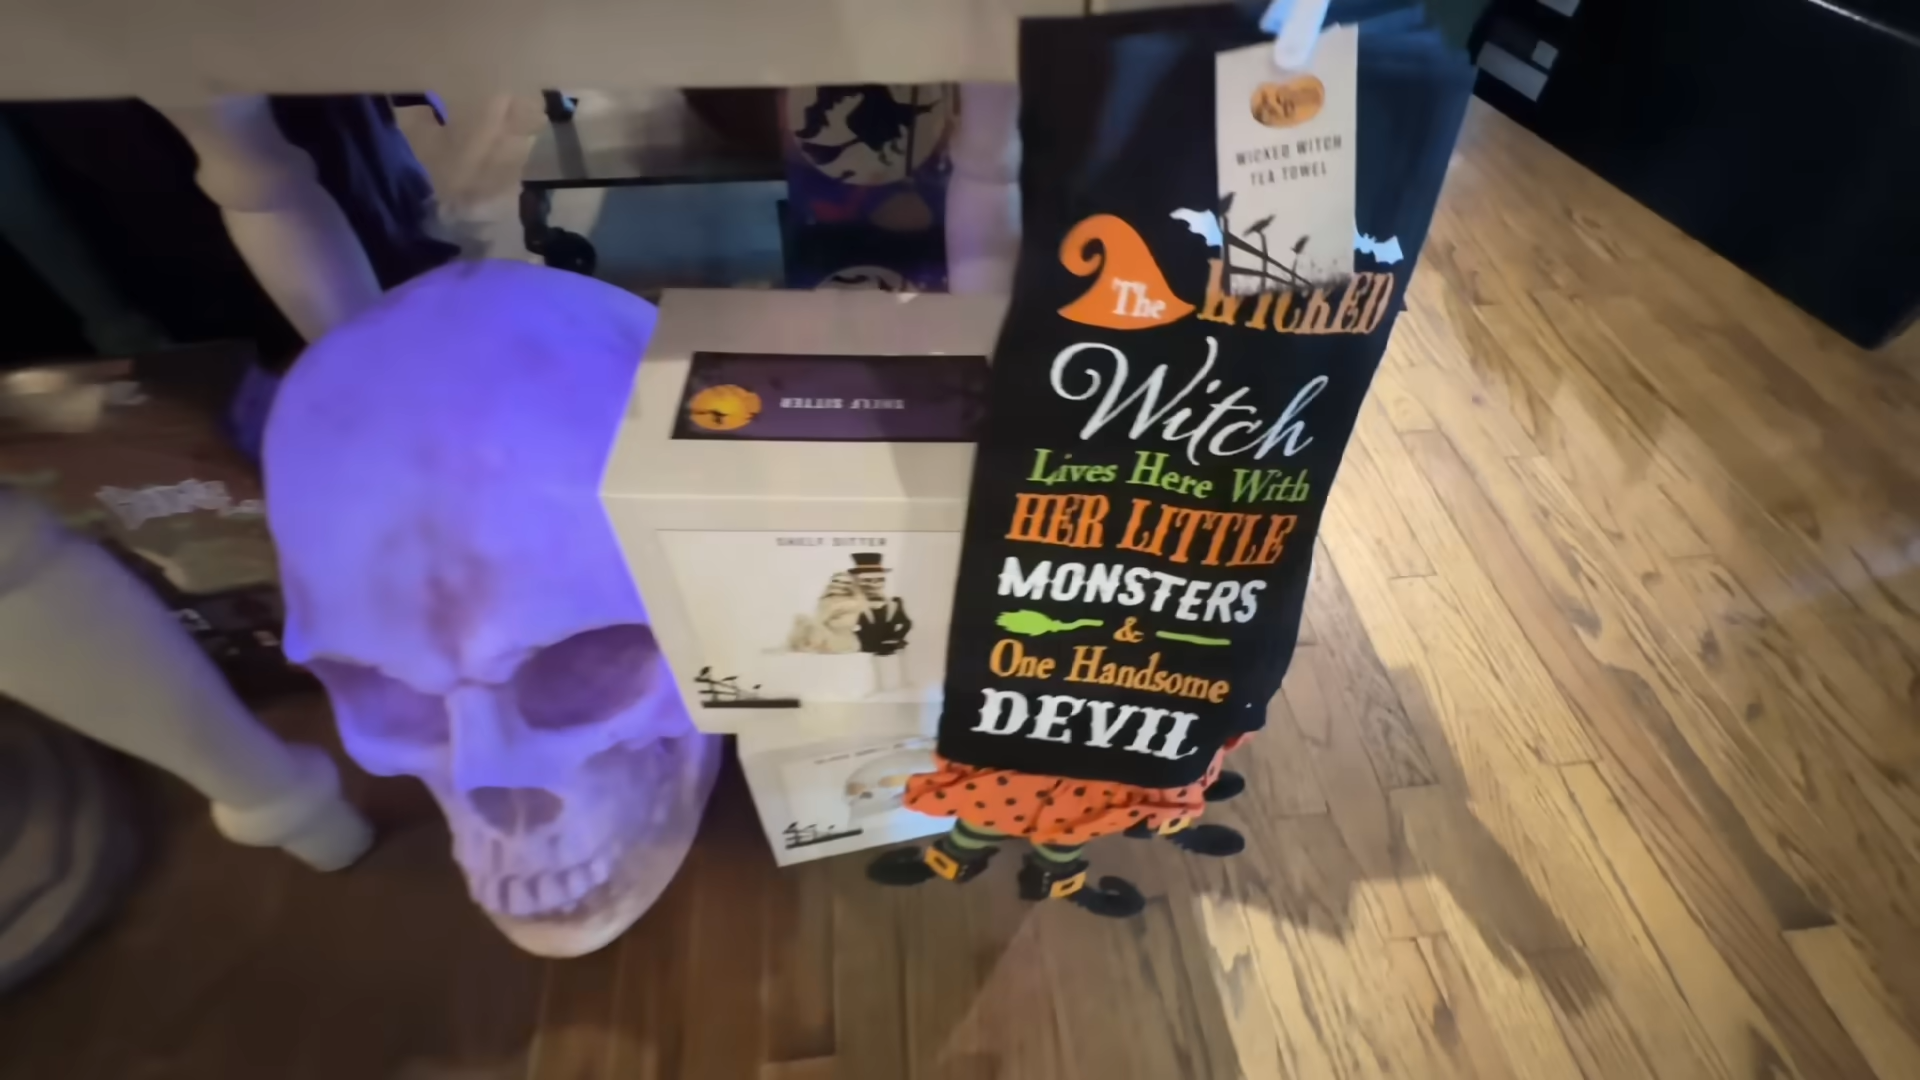 WICKED WITCH
TEA TOWEL
The WICKED
Witch
Lives Here With
HER LITTLE
MONSTERS
&
One Handsome
DEVIL
SHELF SITTER
SHELF SITTER